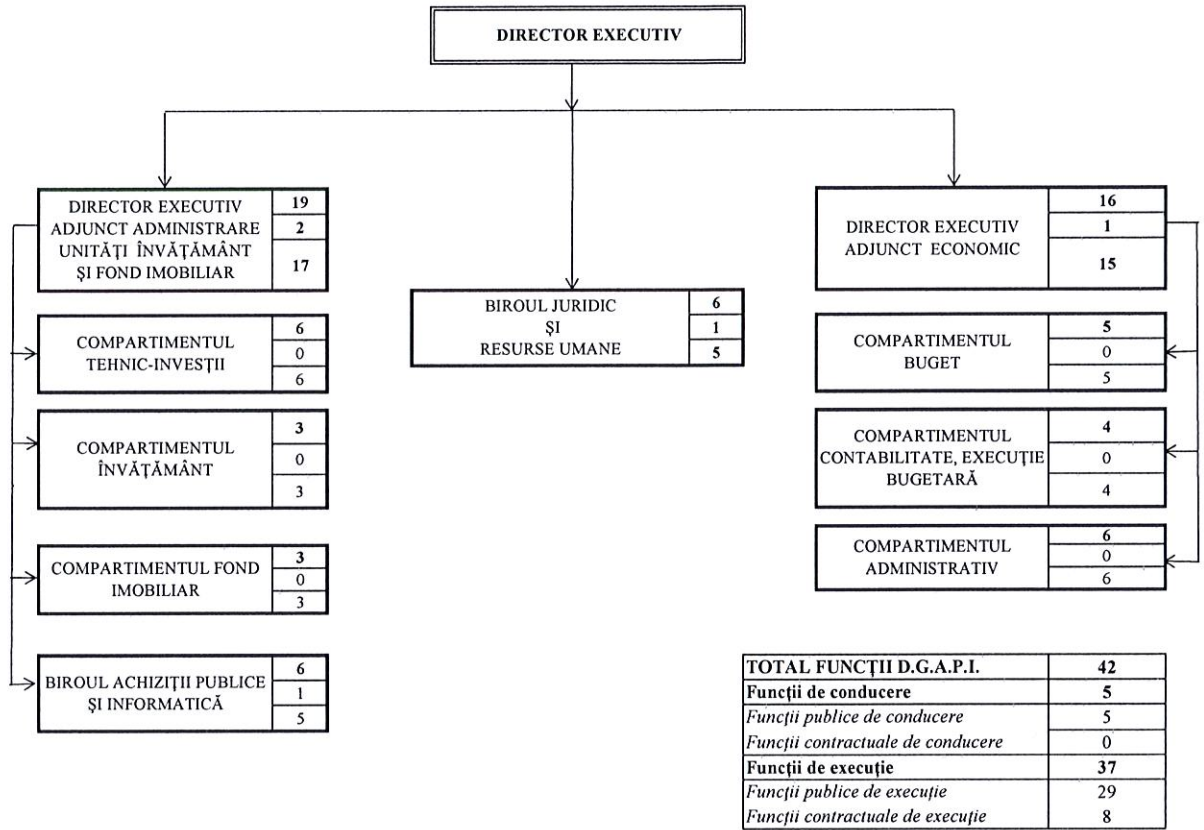 DIRECTOR EXECUTIV
DIRECTOR EXECUTIV
ADJUNCT ADMINISTRARE
UNITĂȚI ÎNVĂȚĂMÂNT
ȘI FOND IMOBILIAR
19
2
17
COMPARTIMENTUL
TEHNIC-INVESȚII
6
0
6
COMPARTIMENTUL
ÎNVĂȚĂMÂNT
3
0
3
COMPARTIMENTUL FOND
IMOBILIAR
3
0
3
BIROUL ACHIZIȚII PUBLICE
ȘI INFORMATICĂ
6
1
5
BIROUL JURIDIC
ȘI
RESURSE UMANE
6
1
5
DIRECTOR EXECUTIV
ADJUNCT ECONOMIC
16
1
15
COMPARTIMENTUL
BUGET
5
0
5
COMPARTIMENTUL
CONTABILITATE, EXECUȚIE
BUGETARĂ
4
0
4
COMPARTIMENTUL
ADMINISTRATIV
6
0
6
TOTAL FUNCȚII D.G.A.P.I. 42
Funcții de conducere 5
Funcții publice de conducere 5
Funcții contractuale de conducere 0
Funcții de execuție 37
Funcții publice de execuție 29
Funcții contractuale de execuție 8